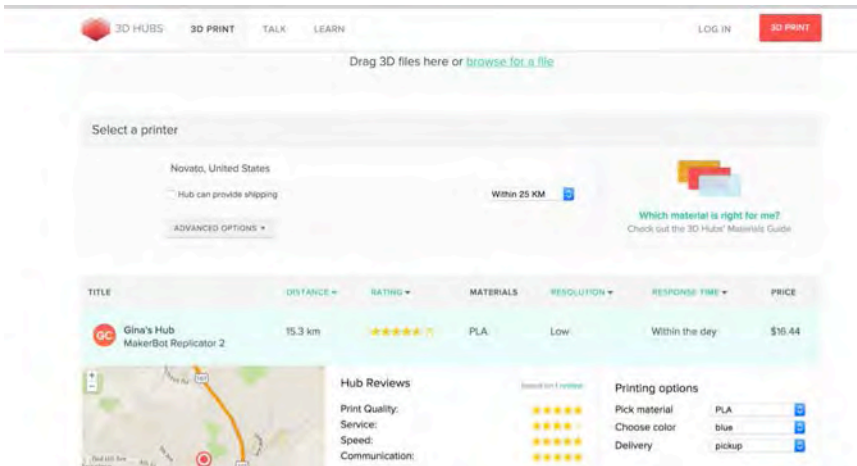 3D HUBS 3D PRINT TALK LEARN LOG IN 3D PRINT
Drag 3D files here or browse for a file
Select a printer
Novato, United States
Hub can provide shipping
Within 25 KM
ADVANCED OPTIONS
Which material is right for me?
Check out the 3D Hubs' Materials Guide
TITLE DISTANCE RATING MATERIALS RESOLUTION RESPONSE TIME PRICE
GC
Gina's Hub
MakerBot Replicator 2
15.3 km PLA Low Within the day $16.44
+
-
Hub Reviews
based on 1 review
Print Quality:
Service:
Speed:
Communication:
Printing options
Pick material PLA
Choose color blue
Delivery pickup